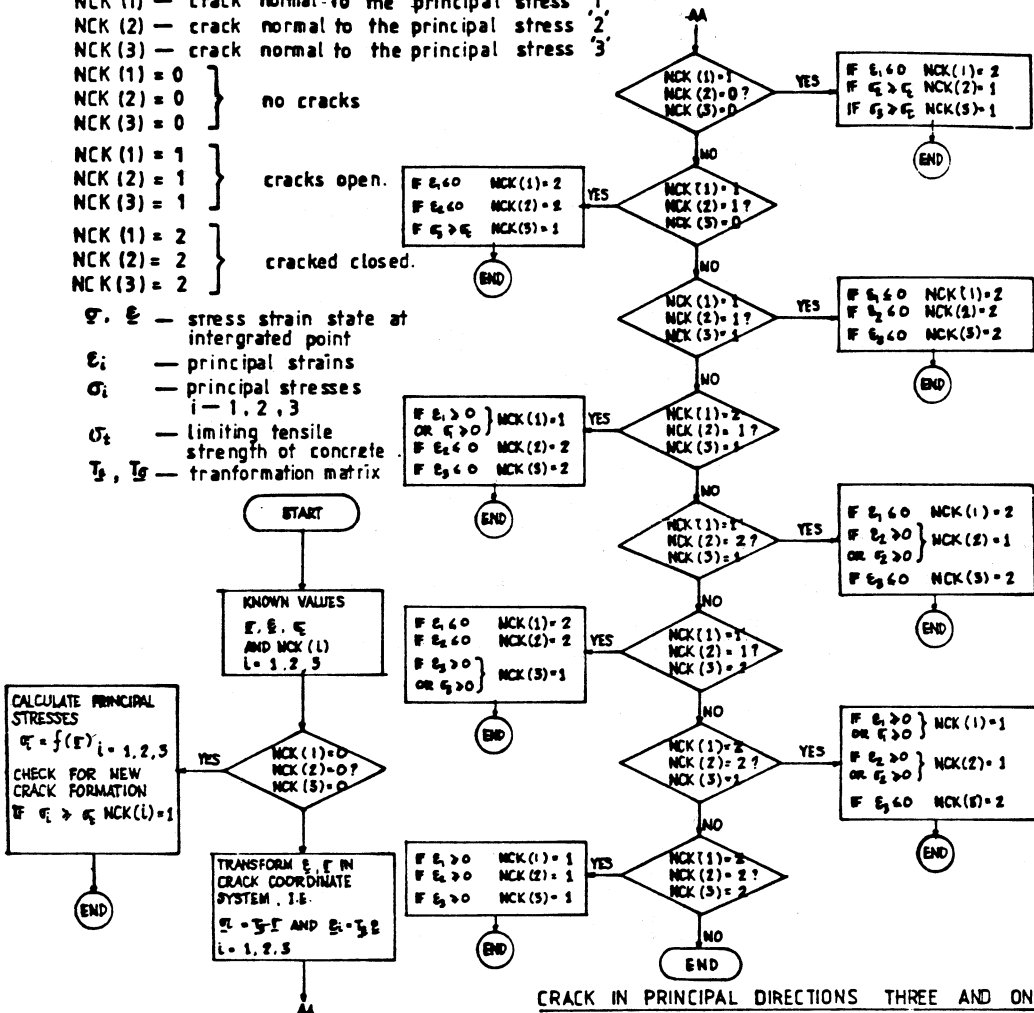 NCK (1) — crack normal to the principal stress '1'
NCK (2) — crack normal to the principal stress '2'
NCK (3) — crack normal to the principal stress '3'
NCK (1) = 0
NCK (2) = 0
NCK (3) = 0
no cracks
NCK (1) = 1
NCK (2) = 1
NCK (3) = 1
cracks open.
NCK (1) = 2
NCK (2) = 2
NCK (3) = 2
cracked closed.
σ, ε — stress strain state at
intergrated point
εi — principal strains
σi — principal stresses
i — 1, 2, 3
σt — limiting tensile
strength of concrete .
Tε, Tσ — tranformation matrix
START
KNOWN VALUES
σ, ε, σt
AND NCK (i)
i = 1,2,3
NCK (1)=0
NCK (2)=0?
NCK (3)=0
YES
CALCULATE PRINCIPAL
STRESSES
σi = f(σ) i = 1,2,3
CHECK FOR NEW
CRACK FORMATION
IF σi ⩾ σt NCK(i)=1
END
TRANSFORM ε, σ IN
CRACK COORDINATE
SYSTEM, I.E.
σi = Tσ σ AND εi = Tε ε
i = 1,2,3
AA
AA
NCK (1)=1
NCK (2)=0?
NCK (3)=0
YES
IF ε1⩽0 NCK(1)=2
IF σ2⩾σt NCK(2)=1
IF σ3⩾σt NCK(3)=1
END
NO
NCK(1)=1
NCK(2)=1?
NCK(3)=0
YES
IF ε1⩽0 NCK(1)=2
IF ε2⩽0 NCK(2)=2
IF σ3⩾σt NCK(3)=1
END
NO
NCK(1)=1
NCK(2)=1?
NCK(3)=1
YES
IF ε1⩽0 NCK(1)=2
IF ε2⩽0 NCK(2)=2
IF ε3⩽0 NCK(3)=2
END
NO
NCK(1)=2
NCK(2)=1?
NCK(3)=1
YES
IF ε1⩾0
OR σ1⩾0 } NCK(1)=1
IF ε2⩽0 NCK(2)=2
IF ε3⩽0 NCK(3)=2
END
NO
NCK(1)=1
NCK(2)=2?
NCK(3)=1
YES
IF ε1⩽0 NCK(1)=2
IF ε2⩾0
OR σ2⩾0 } NCK(2)=1
IF ε3⩽0 NCK(3)=2
END
NO
NCK(1)=1
NCK(2)=1?
NCK(3)=2
YES
IF ε1⩽0 NCK(1)=2
IF ε2⩽0 NCK(2)=2
IF ε3⩾0
OR σ3⩾0 } NCK(3)=1
END
NO
NCK(1)=2
NCK(2)=2?
NCK(3)=1
YES
IF ε1⩾0
OR σ1⩾0 } NCK(1)=1
IF ε2⩾0
OR σ2⩾0 } NCK(2)=1
IF ε3⩽0 NCK(3)=2
END
NO
NCK(1)=2
NCK(2)=2?
NCK(3)=2
YES
IF ε1⩾0 NCK(1)=1
IF ε2⩾0 NCK(2)=1
IF ε3⩾0 NCK(3)=1
END
NO
END
CRACK IN PRINCIPAL DIRECTIONS THREE AND ON